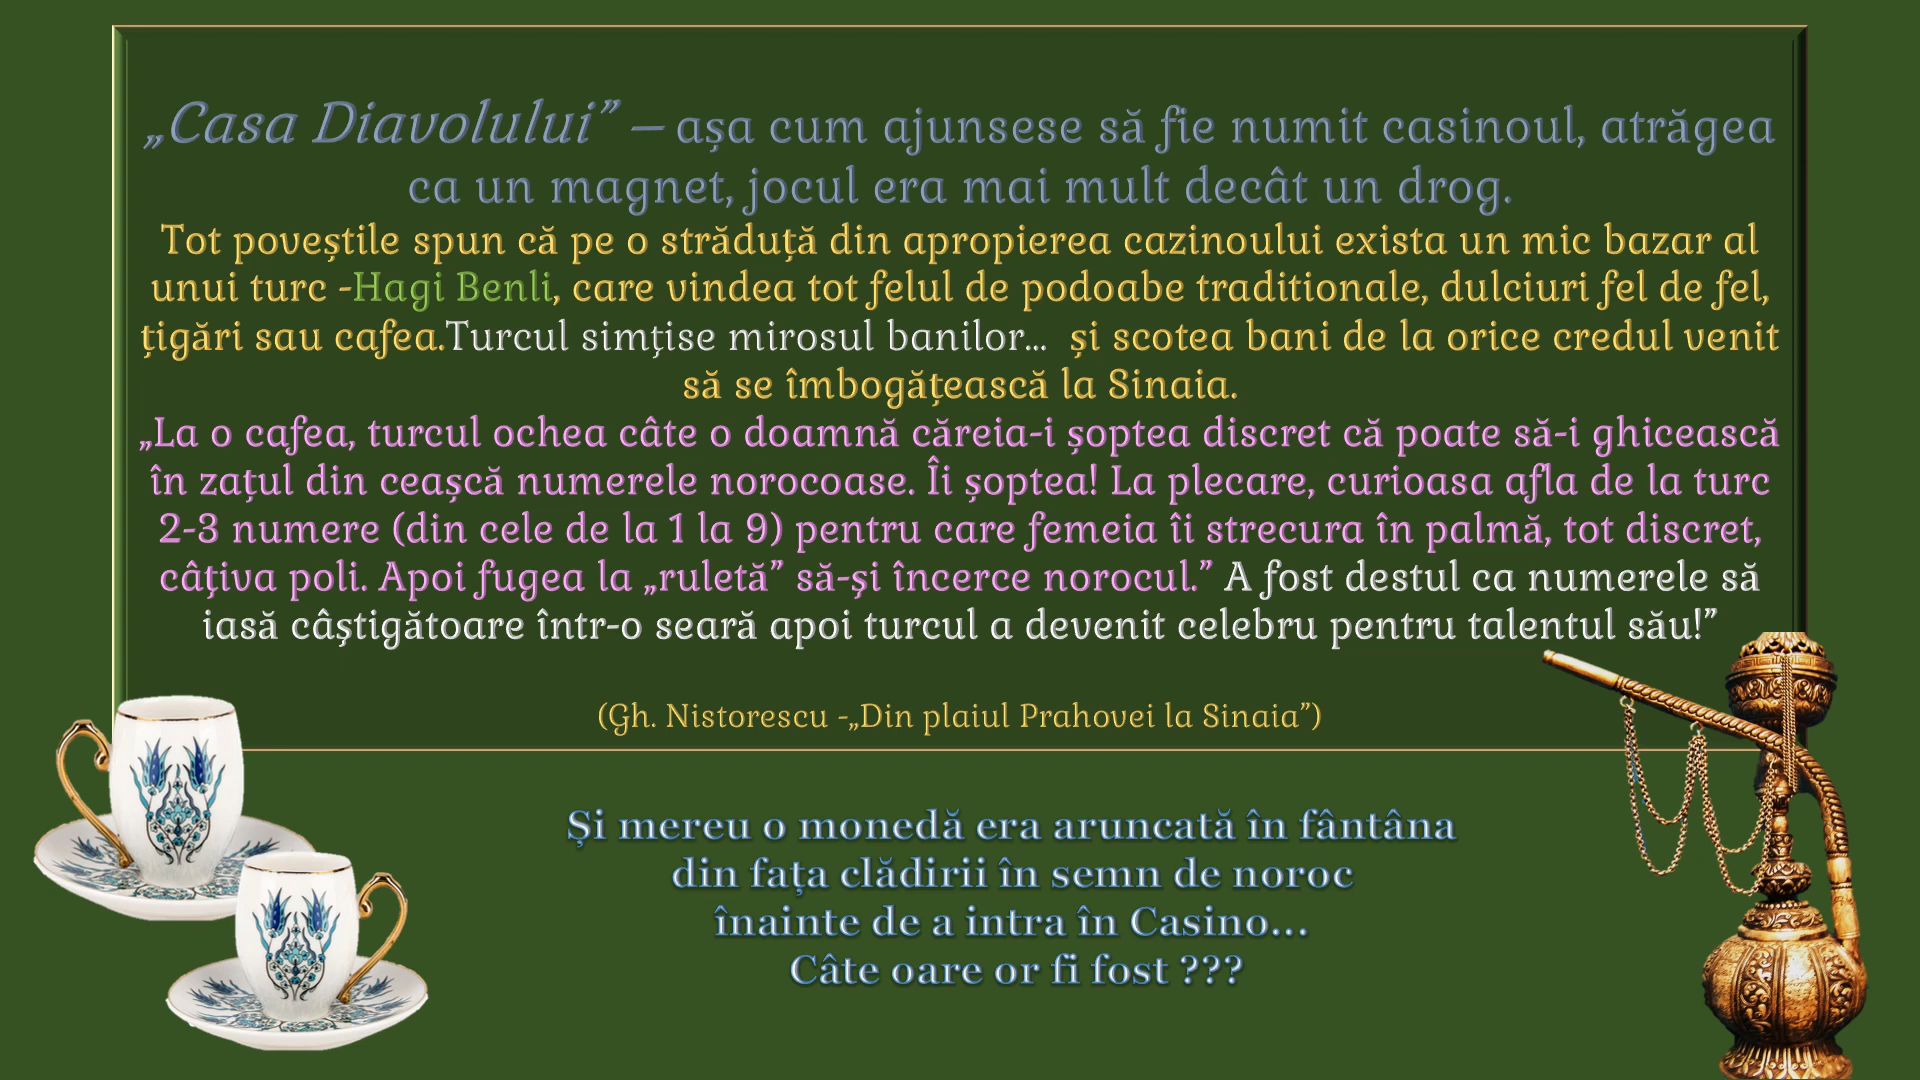 „Casa Diavolului” – așa cum ajunsese să fie numit casinoul, atrăgea
ca un magnet, jocul era mai mult decât un drog.
Tot poveștile spun că pe o străduță din apropierea cazinoului exista un mic bazar al
unui turc -Hagi Benli, care vindea tot felul de podoabe traditionale, dulciuri fel de fel,
țigări sau cafea.Turcul simțise mirosul banilor... și scotea bani de la orice credul venit
să se îmbogățească la Sinaia.
„La o cafea, turcul ochea câte o doamnă căreia-i șoptea discret că poate să-i ghicească
în zațul din ceașcă numerele norocoase. Îi șoptea! La plecare, curioasa afla de la turc
2-3 numere (din cele de la 1 la 9) pentru care femeia îi strecura în palmă, tot discret,
câțiva poli. Apoi fugea la „ruletă” să-și încerce norocul.” A fost destul ca numerele să
iasă câștigătoare într-o seară apoi turcul a devenit celebru pentru talentul său!”
(Gh. Nistorescu -„Din plaiul Prahovei la Sinaia”)
Și mereu o monedă era aruncată în fântâna
din fața clădirii în semn de noroc
înainte de a intra în Casino...
Câte oare or fi fost ???